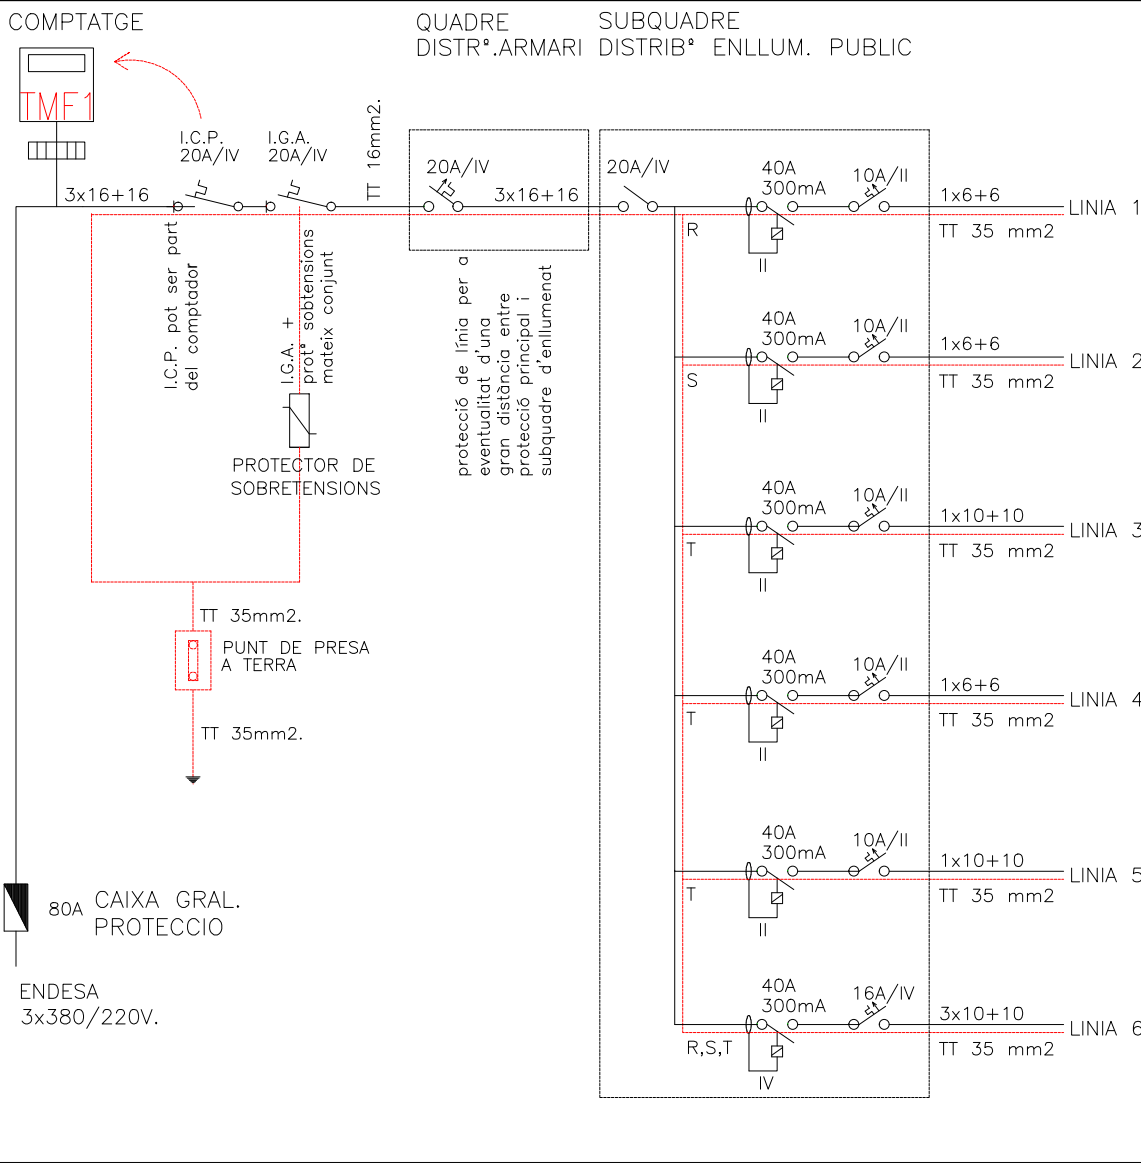 COMPTATGE
TMF1
QUADRE
DISTRª.ARMARI
SUBQUADRE
DISTRIBª ENLLUM. PUBLIC
I.C.P.
20A/IV
I.G.A.
20A/IV
TT 16mm2.
3x16+16
20A/IV
3x16+16
20A/IV
I.C.P. pot ser part
del comptador
I.G.A. +
protª sobtensions
mateix conjunt
protecció de línia per a
eventualitat d'una
gran distància entre
protecció principal i
subquadre d'enllumenat
PROTECTOR DE
SOBRETENSIONS
TT 35mm2.
PUNT DE PRESA
A TERRA
TT 35mm2.
80A
CAIXA GRAL.
PROTECCIO
ENDESA
3x380/220V.
R
40A
300mA
II
10A/II
1x6+6
TT 35 mm2
LINIA 1
S
40A
300mA
II
10A/II
1x6+6
TT 35 mm2
LINIA 2
T
40A
300mA
II
10A/II
1x10+10
TT 35 mm2
LINIA 3
T
40A
300mA
II
10A/II
1x6+6
TT 35 mm2
LINIA 4
T
40A
300mA
II
10A/II
1x10+10
TT 35 mm2
LINIA 5
R,S,T
40A
300mA
IV
16A/IV
3x10+10
TT 35 mm2
LINIA 6